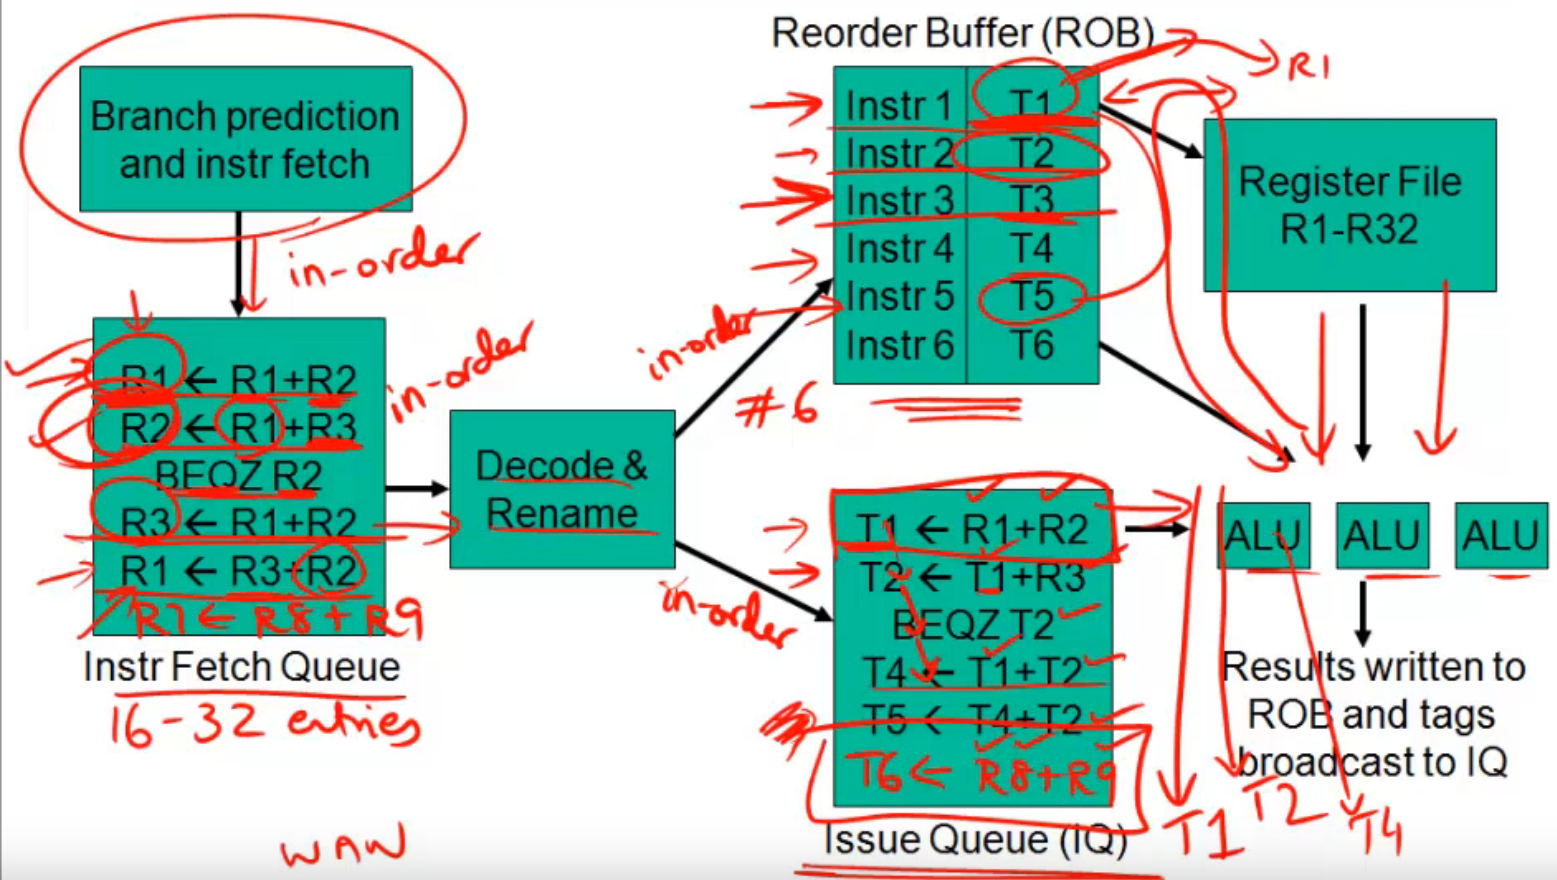 Reorder Buffer (ROB)
R1
Branch prediction
and instr fetch
in-order
Instr 1 T1
Instr 2 T2
Instr 3 T3
Instr 4 T4
Instr 5 T5
Instr 6 T6
in-order
#6
Register File
R1-R32
R1 ← R1+R2
R2 ← R1+R3
BEQZ R2
R3 ← R1+R2
R1 ← R3+R2
R7 ← R8+R9
Instr Fetch Queue
16-32 entries
in-order
Decode &
Rename
in-order
T1 ← R1+R2
T2 ← T1+R3
BEQZ T2
T4 ← T1+T2
T5 ← T4+T2
T6 ← R8+R9
Issue Queue (IQ)
ALU ALU ALU
Results written to
ROB and tags
broadcast to IQ
T1 T2 T4
WAW